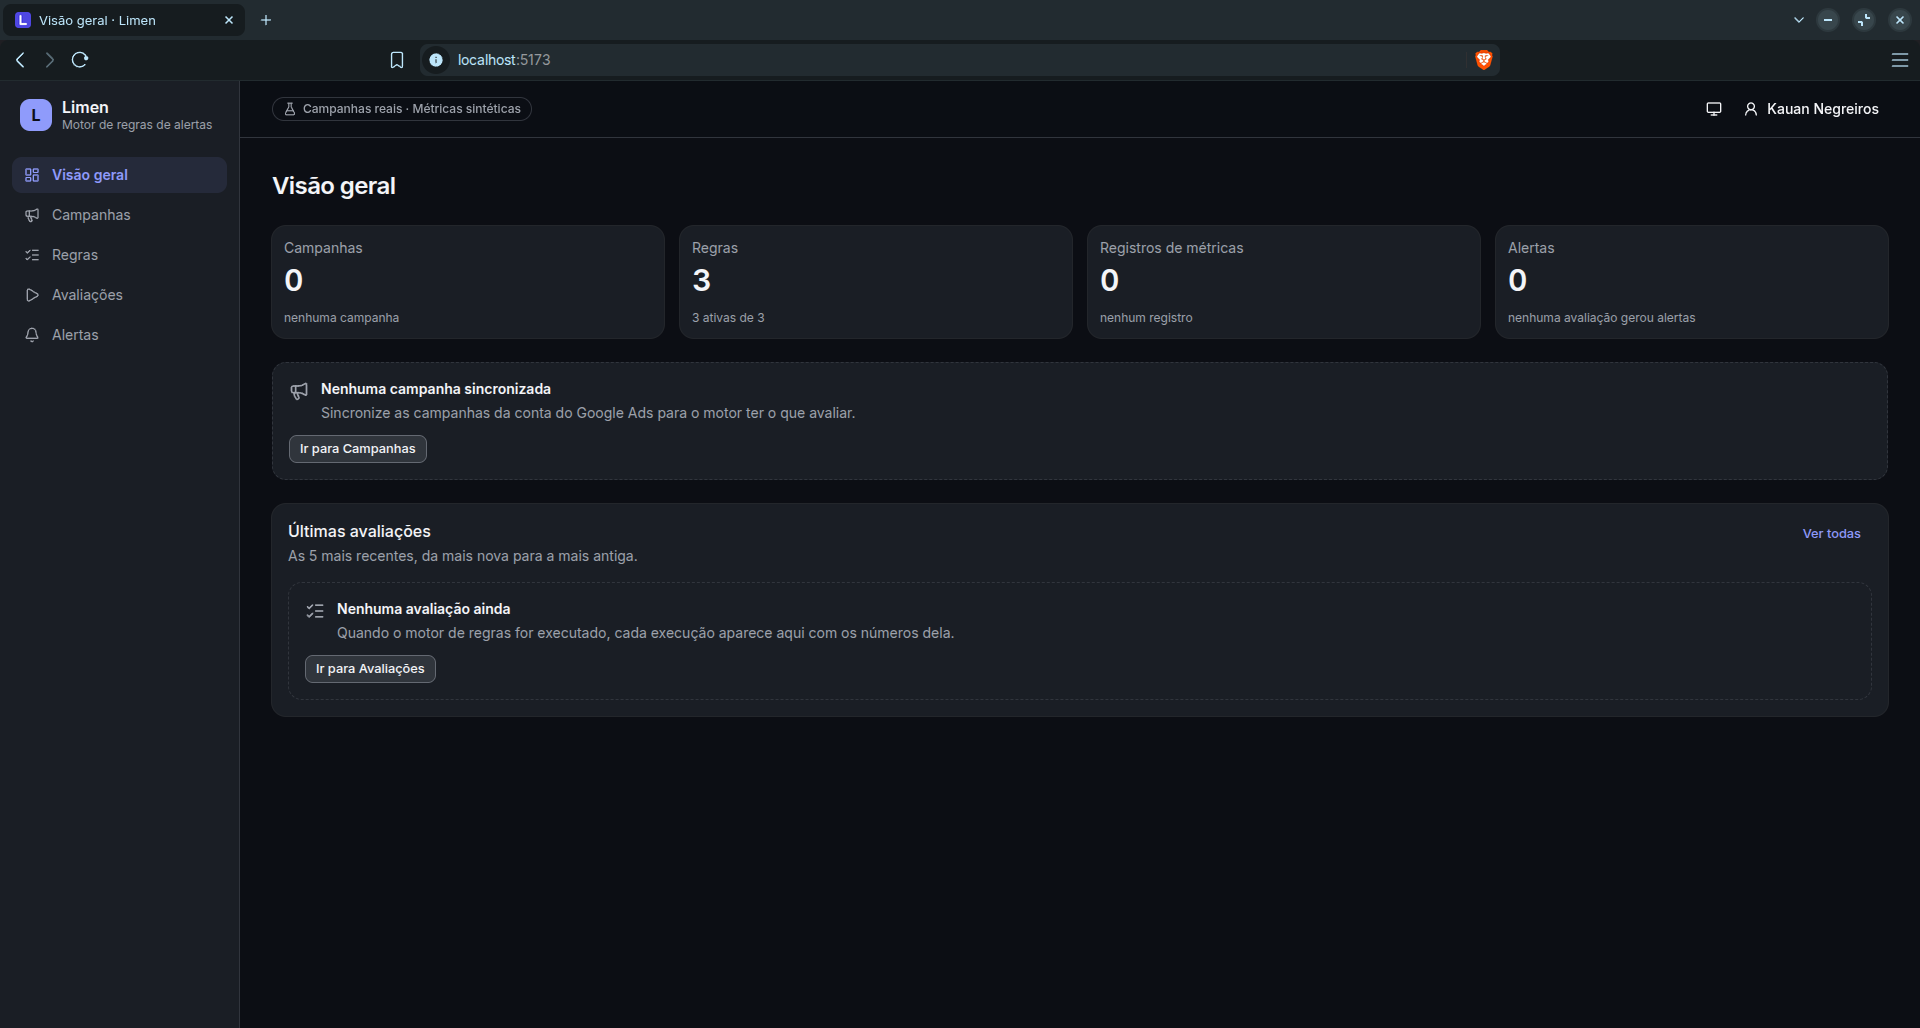 Visão geral · Limen
localhost:5173
L
Limen
Motor de regras de alertas
Campanhas reais · Métricas sintéticas
Kauan Negreiros
Visão geral
Campanhas
Regras
Avaliações
Alertas
Visão geral
Campanhas
0
nenhuma campanha
Regras
3
3 ativas de 3
Registros de métricas
0
nenhum registro
Alertas
0
nenhuma avaliação gerou alertas
Nenhuma campanha sincronizada
Sincronize as campanhas da conta do Google Ads para o motor ter o que avaliar.
Ir para Campanhas
Últimas avaliações
Ver todas
As 5 mais recentes, da mais nova para a mais antiga.
Nenhuma avaliação ainda
Quando o motor de regras for executado, cada execução aparece aqui com os números dela.
Ir para Avaliações